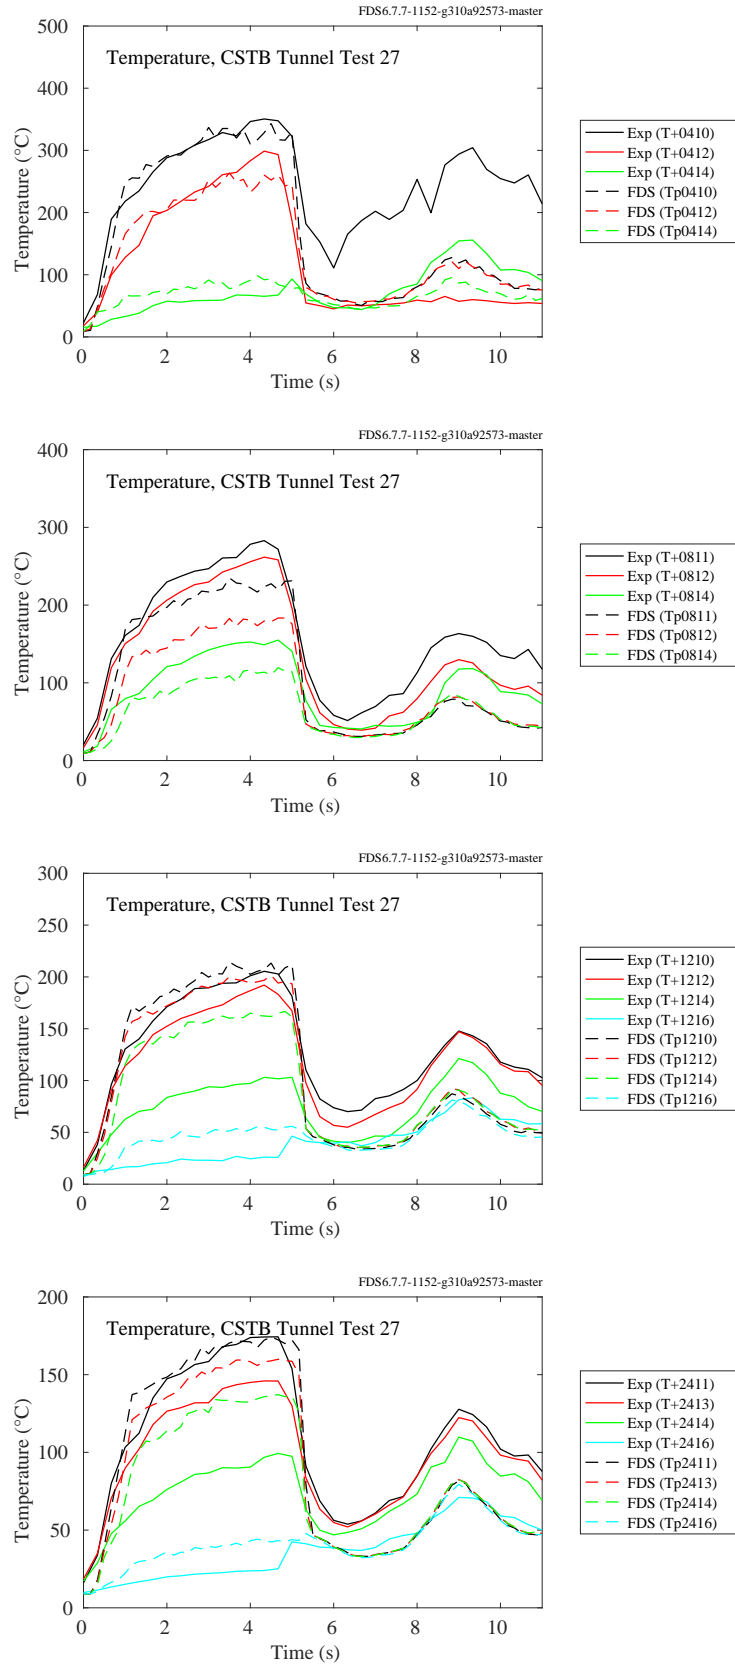 FDS6.7.7-1152-g310a92573-master
Temperature, CSTB Tunnel Test 27
Temperature (°C)
500
400
300
200
100
0
0 2 4 6 8 10
Time (s)
Exp (T+0410)
Exp (T+0412)
Exp (T+0414)
FDS (Tp0410)
FDS (Tp0412)
FDS (Tp0414)
FDS6.7.7-1152-g310a92573-master
Temperature, CSTB Tunnel Test 27
Temperature (°C)
400
300
200
100
0
0 2 4 6 8 10
Time (s)
Exp (T+0811)
Exp (T+0812)
Exp (T+0814)
FDS (Tp0811)
FDS (Tp0812)
FDS (Tp0814)
FDS6.7.7-1152-g310a92573-master
Temperature, CSTB Tunnel Test 27
Temperature (°C)
300
250
200
150
100
50
0
0 2 4 6 8 10
Time (s)
Exp (T+1210)
Exp (T+1212)
Exp (T+1214)
Exp (T+1216)
FDS (Tp1210)
FDS (Tp1212)
FDS (Tp1214)
FDS (Tp1216)
FDS6.7.7-1152-g310a92573-master
Temperature, CSTB Tunnel Test 27
Temperature (°C)
200
150
100
50
0
0 2 4 6 8 10
Time (s)
Exp (T+2411)
Exp (T+2413)
Exp (T+2414)
Exp (T+2416)
FDS (Tp2411)
FDS (Tp2413)
FDS (Tp2414)
FDS (Tp2416)